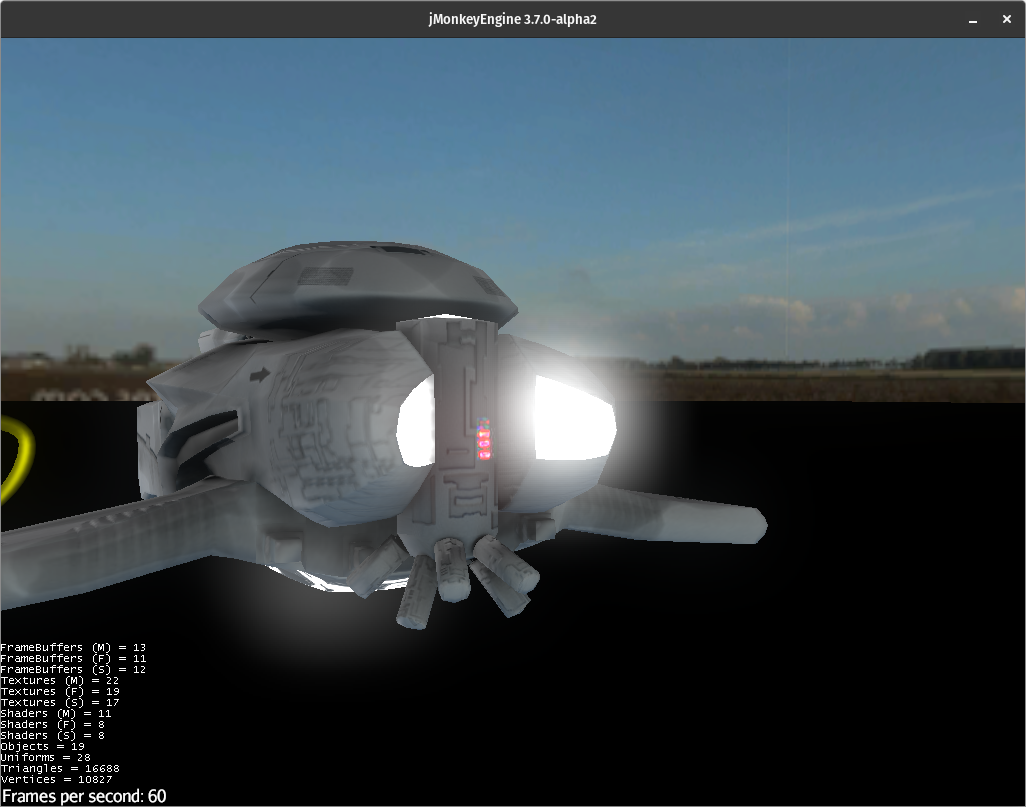 jMonkeyEngine 3.7.0-alpha2
FrameBuffers (M) = 13
FrameBuffers (F) = 11
FrameBuffers (S) = 12
Textures (M) = 22
Textures (F) = 19
Textures (S) = 17
Shaders (M) = 11
Shaders (F) = 8
Shaders (S) = 8
Objects = 19
Uniforms = 28
Triangles = 16688
Vertices = 10827
Frames per second: 60